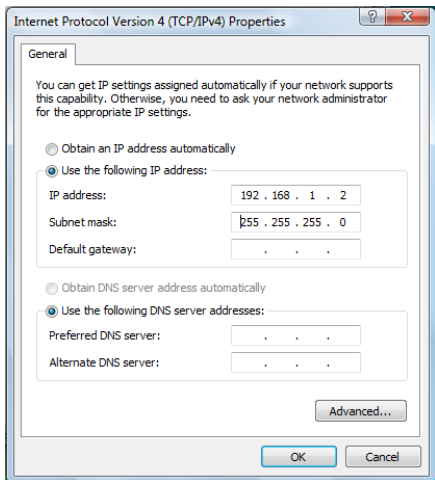 Internet Protocol Version 4 (TCP/IPv4) Properties
?
General
You can get IP settings assigned automatically if your network supports
this capability. Otherwise, you need to ask your network administrator
for the appropriate IP settings.
Obtain an IP address automatically
Use the following IP address:
IP address: 192 . 168 . 1 . 2
Subnet mask: 255 . 255 . 255 . 0
Default gateway: . . .
Obtain DNS server address automatically
Use the following DNS server addresses:
Preferred DNS server: . . .
Alternate DNS server: . . .
Advanced...
OK Cancel